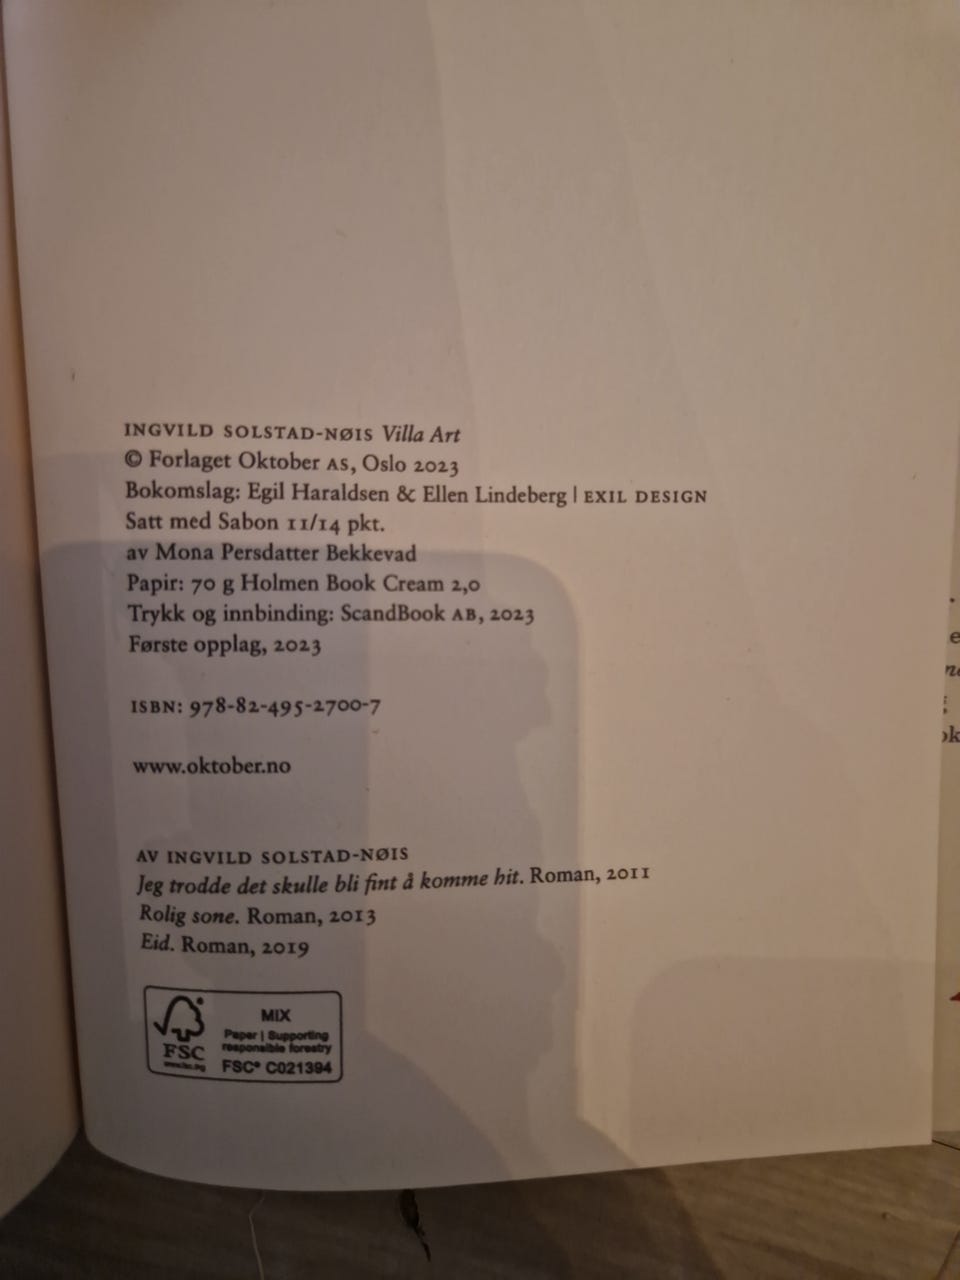 INGVILD SOLSTAD-NØIS Villa Art
© Forlaget Oktober AS, Oslo 2023
Bokomslag: Egil Haraldsen & Ellen Lindeberg | EXIL DESIGN
Satt med Sabon 11/14 pkt.
av Mona Persdatter Bekkevad
Papir: 70 g Holmen Book Cream 2,0
Trykk og innbinding: ScandBook AB, 2023
Første opplag, 2023
ISBN: 978-82-495-2700-7
www.oktober.no
AV INGVILD SOLSTAD-NØIS
Jeg trodde det skulle bli fint å komme hit. Roman, 2011
Rolig sone. Roman, 2013
Eid. Roman, 2019
FSC
MIX
Paper | Supporting
responsible forestry
FSC® C021394